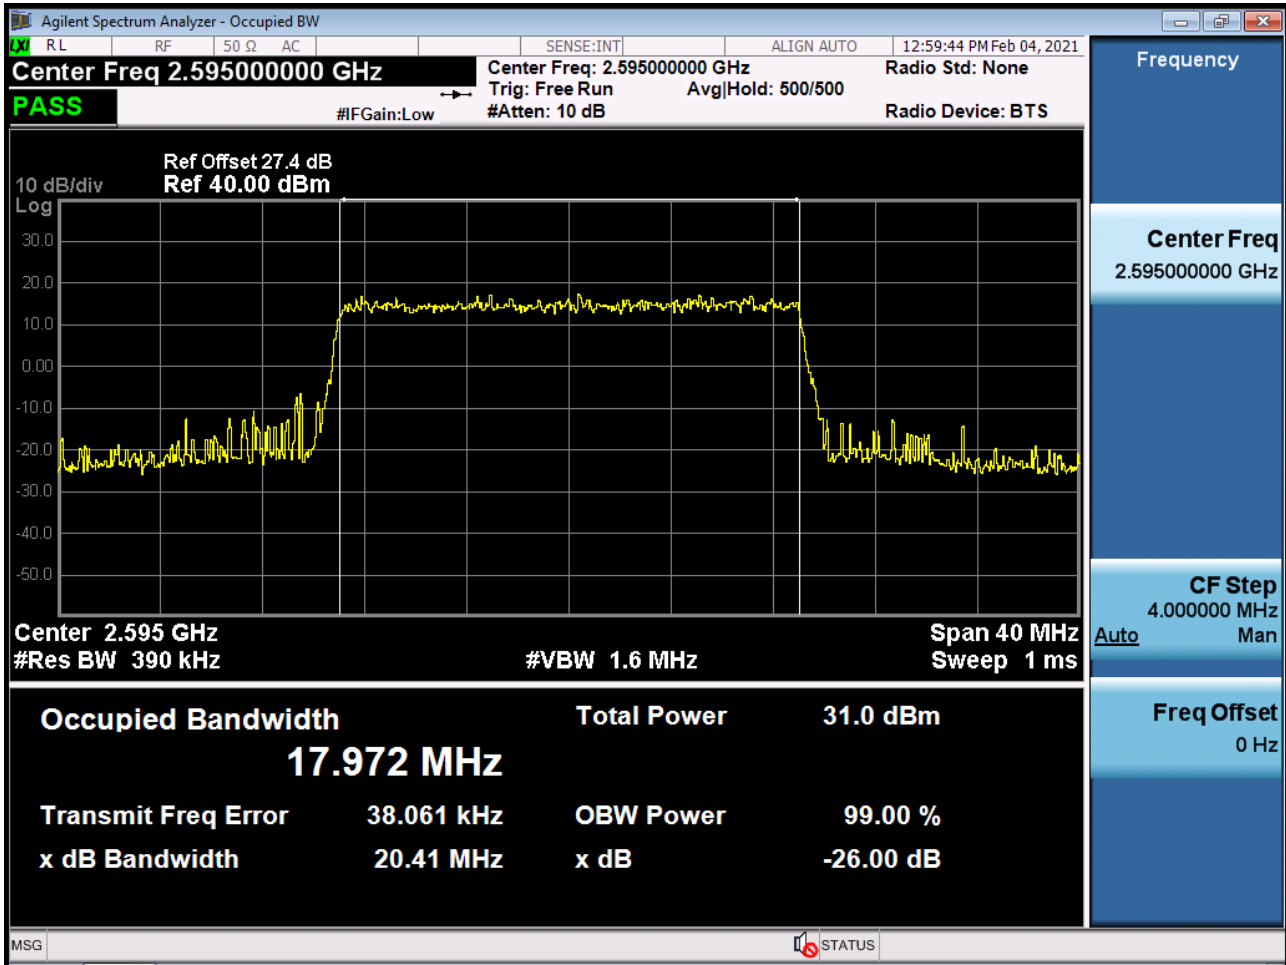 Agilent Spectrum Analyzer - Occupied BW
LXI RL RF 50 Ω AC SENSE:INT ALIGN AUTO 12:59:44 PM Feb 04, 2021
Center Freq 2.595000000 GHz
Center Freq: 2.595000000 GHz
Radio Std: None
Trig: Free Run Avg|Hold: 500/500
PASS
#IFGain:Low
#Atten: 10 dB
Radio Device: BTS
Ref Offset 27.4 dB
10 dB/div Ref 40.00 dBm
Log
30.0
20.0
10.0
0.00
-10.0
-20.0
-30.0
-40.0
-50.0
Center 2.595 GHz Span 40 MHz
#Res BW 390 kHz #VBW 1.6 MHz Sweep 1 ms
Occupied Bandwidth Total Power 31.0 dBm
17.972 MHz
Transmit Freq Error 38.061 kHz OBW Power 99.00 %
x dB Bandwidth 20.41 MHz x dB -26.00 dB
MSG STATUS
Frequency
Center Freq
2.595000000 GHz
CF Step
4.000000 MHz
Auto Man
Freq Offset
0 Hz